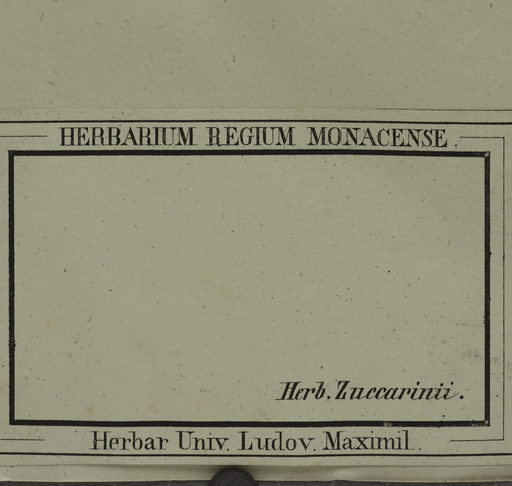 HERBARIUM REGIUM MONACENSE.
Herb. Zuccarinii.
Herbar Univ. Ludov. Maximil.